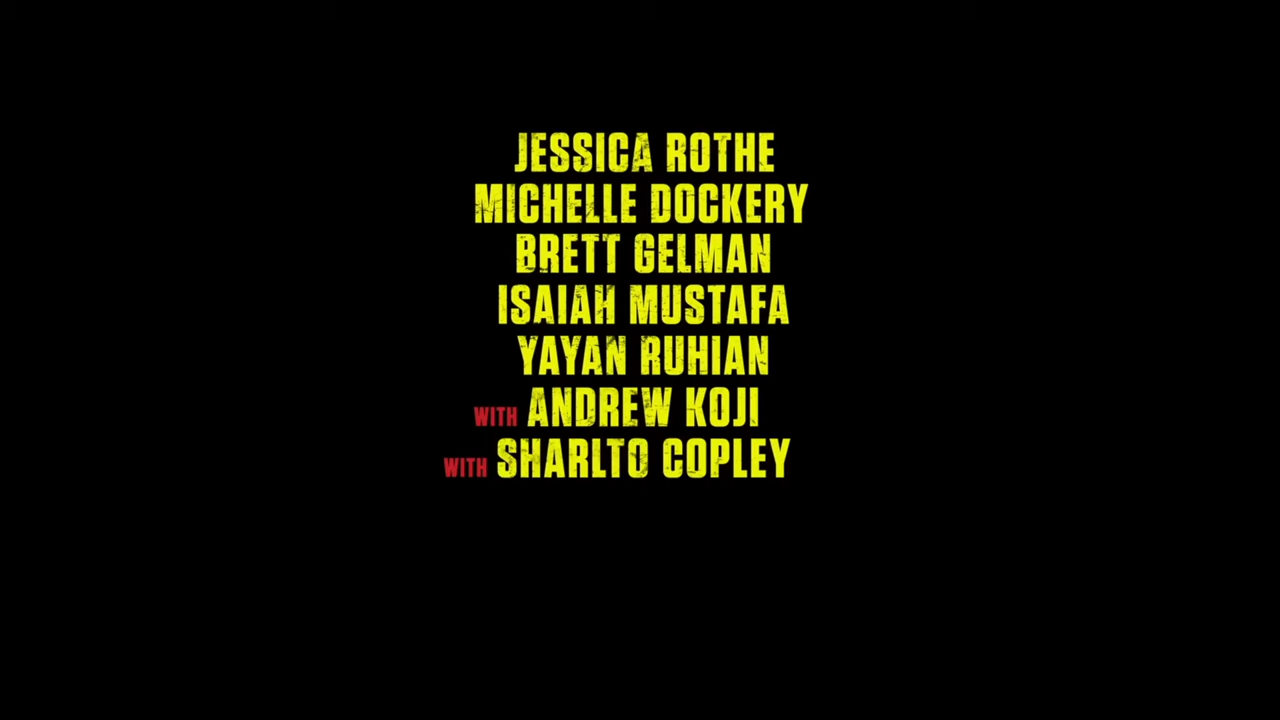 JESSICA ROTHE
MICHELLE DOCKERY
BRETT GELMAN
ISAIAH MUSTAFA
YAYAN RUHIAN
WITH ANDREW KOJI
WITH SHARLTO COPLEY